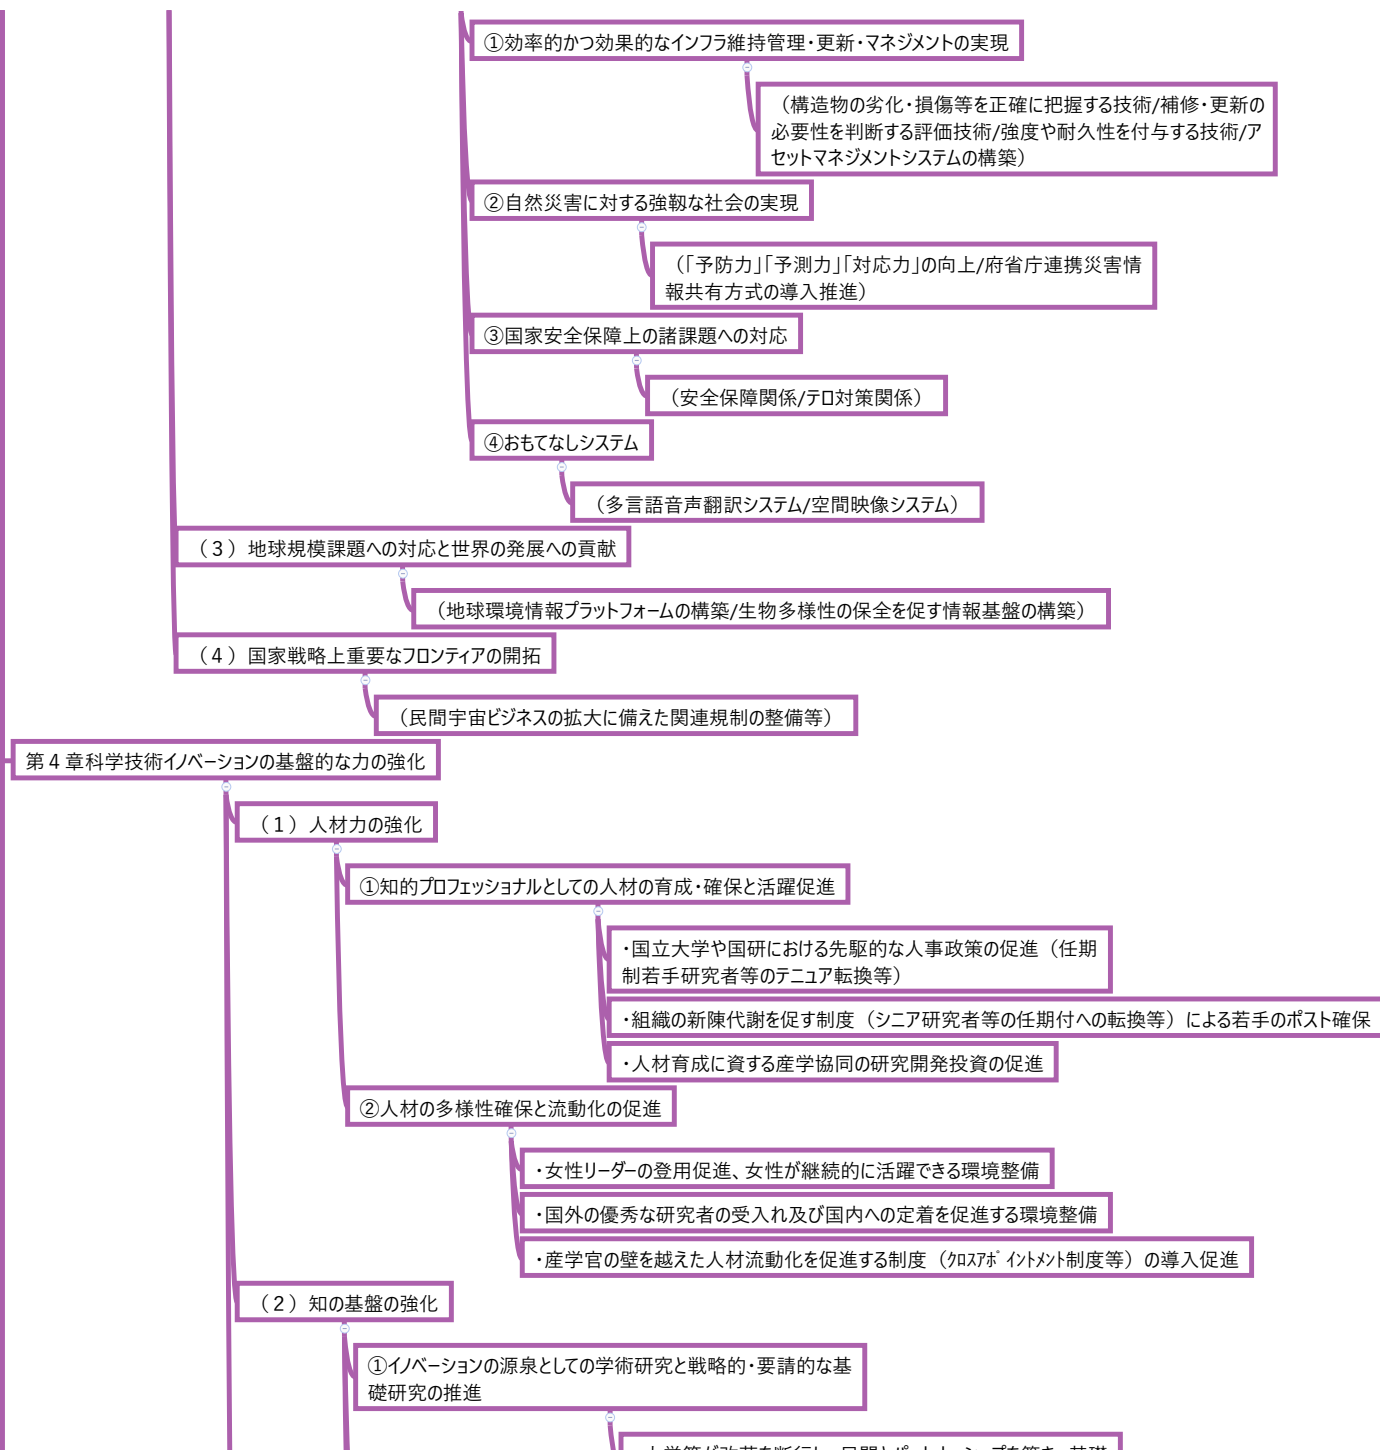 ①効率的かつ効果的なインフラ維持管理・更新・マネジメントの実現
（構造物の劣化・損傷等を正確に把握する技術/補修・更新の
必要性を判断する評価技術/強度や耐久性を付与する技術/ア
セットマネジメントシステムの構築）
②自然災害に対する強靱な社会の実現
（「予防力」「予測力」「対応力」の向上/府省庁連携災害情
報共有方式の導入推進）
③国家安全保障上の諸課題への対応
（安全保障関係/テロ対策関係）
④おもてなしシステム
（多言語音声翻訳システム/空間映像システム）
（３）地球規模課題への対応と世界の発展への貢献
（地球環境情報プラットフォームの構築/生物多様性の保全を促す情報基盤の構築）
（４）国家戦略上重要なフロンティアの開拓
（民間宇宙ビジネスの拡大に備えた関連規制の整備等）
第４章科学技術イノベーションの基盤的な力の強化
（１）人材力の強化
①知的プロフェッショナルとしての人材の育成・確保と活躍促進
・国立大学や国研における先駆的な人事政策の促進（任期
制若手研究者等のテニュア転換等）
・組織の新陳代謝を促す制度（シニア研究者等の任期付への転換等）による若手のポスト確保
・人材育成に資する産学協同の研究開発投資の促進
②人材の多様性確保と流動化の促進
・女性リーダーの登用促進、女性が継続的に活躍できる環境整備
・国外の優秀な研究者の受入れ及び国内への定着を促進する環境整備
・産学官の壁を越えた人材流動化を促進する制度（ｸﾛｽｱﾎﾟｲﾝﾄﾒﾝﾄ制度等）の導入促進
（２）知の基盤の強化
①イノベーションの源泉としての学術研究と戦略的・要請的な基
礎研究の推進